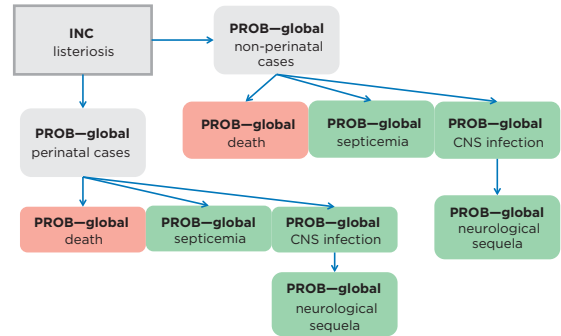 INC
listeriosis
PROB—global
non-perinatal
cases
PROB—global
perinatal cases
PROB—global
death
PROB—global
septicemia
PROB—global
CNS infection
PROB—global
neurological
sequela
PROB—global
death
PROB—global
septicemia
PROB—global
CNS infection
PROB—global
neurological
sequela